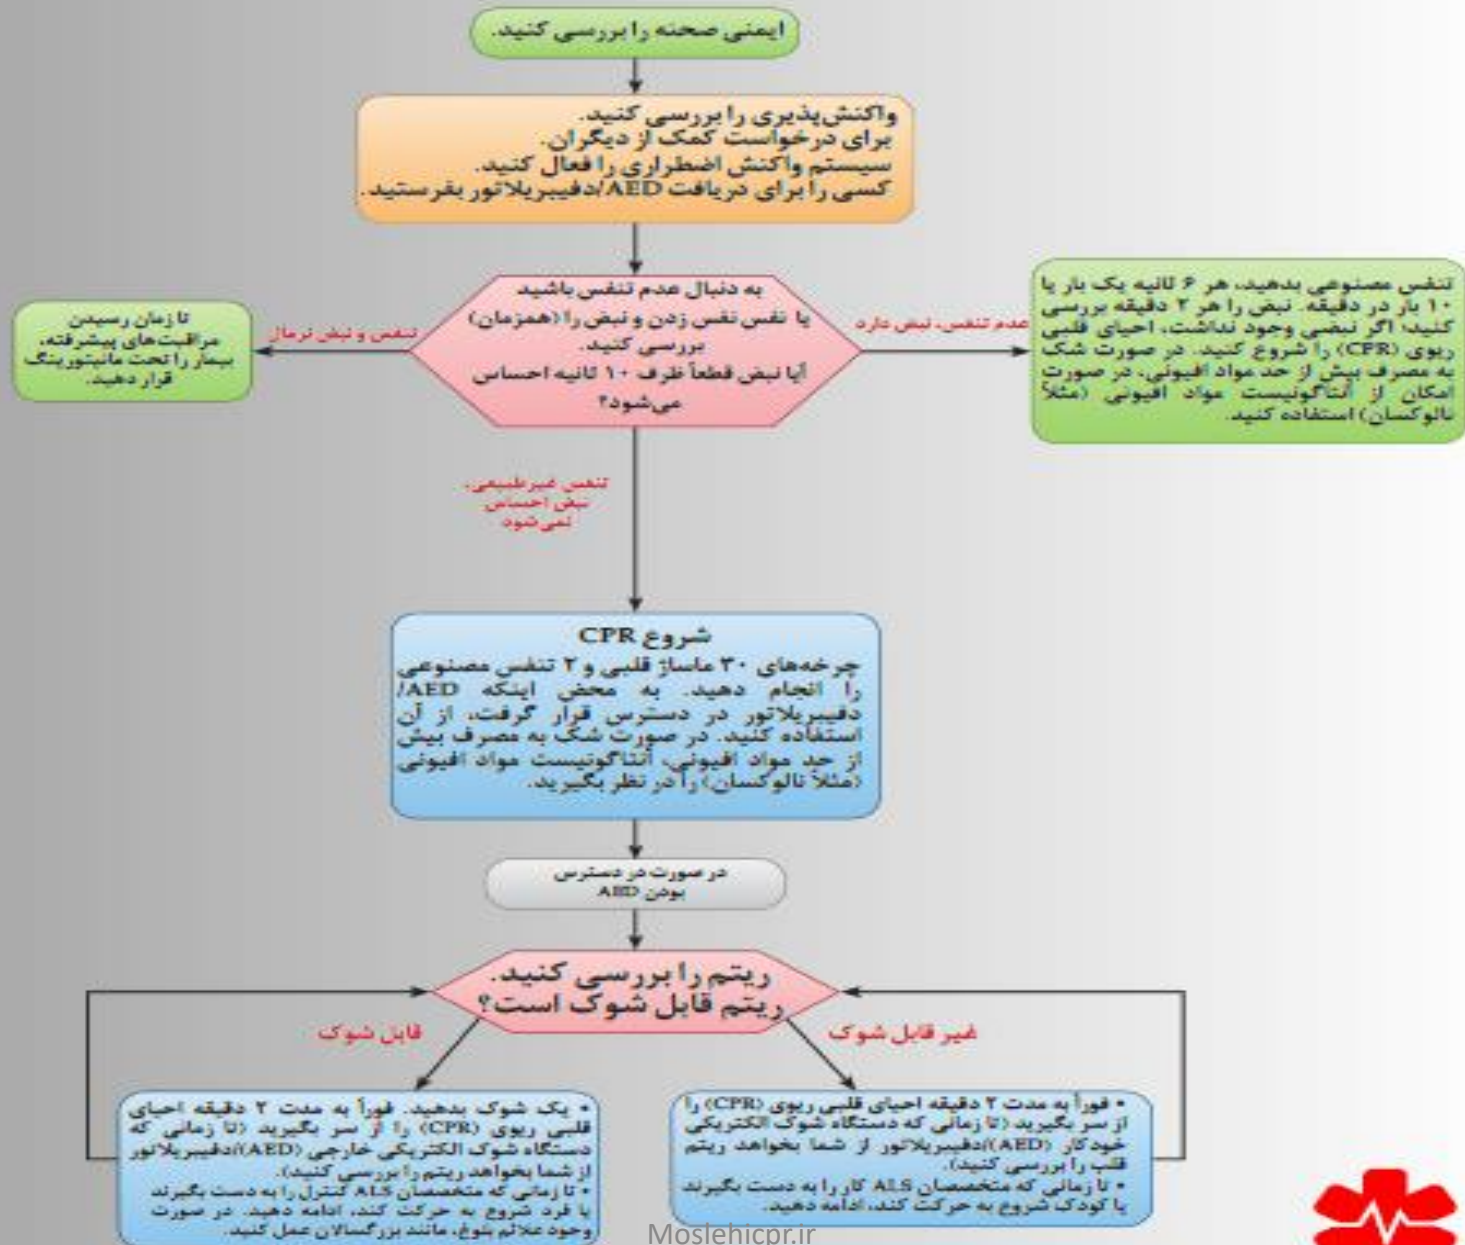 ایمنی صحنه را بررسی کنید.
واکنش‌پذیری را بررسی کنید.
برای درخواست کمک از دیگران.
سیستم واکنش اضطراری را فعال کنید.
کسی را برای دریافت AED/دفیبریلاتور بفرستید.
به دنبال عدم تنفس باشید
یا نفس نفس زدن و نبض را (همزمان)
بررسی کنید.
آیا نبض قطعاً ظرف ۱۰ ثانیه احساس
می‌شود؟
عدم تنفس، نبض دارد
تنفس مصنوعی بدهید، هر ۶ ثانیه یک بار یا
۱۰ بار در دقیقه. نبض را هر ۲ دقیقه بررسی
کنید؛ اگر نبضی وجود نداشت، احیای قلبی
ریوی (CPR) را شروع کنید. در صورت شک
به مصرف بیش از حد مواد افیونی، در صورت
امکان از آنتاگونیست مواد افیونی (مثلاً
نالوکسان) استفاده کنید.
تنفس و نبض نرمال
تا زمان رسیدن
مراقبت‌های پیشرفته،
بیمار را تحت مانیتورینگ
قرار دهید.
تنفس غیرطبیعی،
نبض احساس
نمی‌شود
شروع CPR
چرخه‌های ۳۰ ماساژ قلبی و ۲ تنفس مصنوعی
را انجام دهید. به محض اینکه AED/
دفیبریلاتور در دسترس قرار گرفت، از آن
استفاده کنید. در صورت شک به مصرف بیش
از حد مواد افیونی، آنتاگونیست مواد افیونی
(مثلاً نالوکسان) را در نظر بگیرید.
در صورت در دسترس
بودن AED
ریتم را بررسی کنید.
ریتم قابل شوک است؟
غیر قابل شوک
قابل شوک
• فوراً به مدت ۲ دقیقه احیای قلبی ریوی (CPR) را
از سر بگیرید (تا زمانی که دستگاه شوک الکتریکی
خودکار (AED)/دفیبریلاتور از شما بخواهد ریتم
قلب را بررسی کنید).
• تا زمانی که متخصصان ALS کار را به دست بگیرند
یا کودک شروع به حرکت کند، ادامه دهید.
• یک شوک بدهید. فوراً به مدت ۲ دقیقه احیای
قلبی ریوی (CPR) را از سر بگیرید (تا زمانی که
دستگاه شوک الکتریکی خارجی (AED)/دفیبریلاتور
از شما بخواهد ریتم را بررسی کنید).
• تا زمانی که متخصصان ALS کنترل را به دست بگیرند
یا فرد شروع به حرکت کند، ادامه دهید. در صورت
وجود علائم بلوغ، مانند بزرگسالان عمل کنید.
Moslehicpr.ir